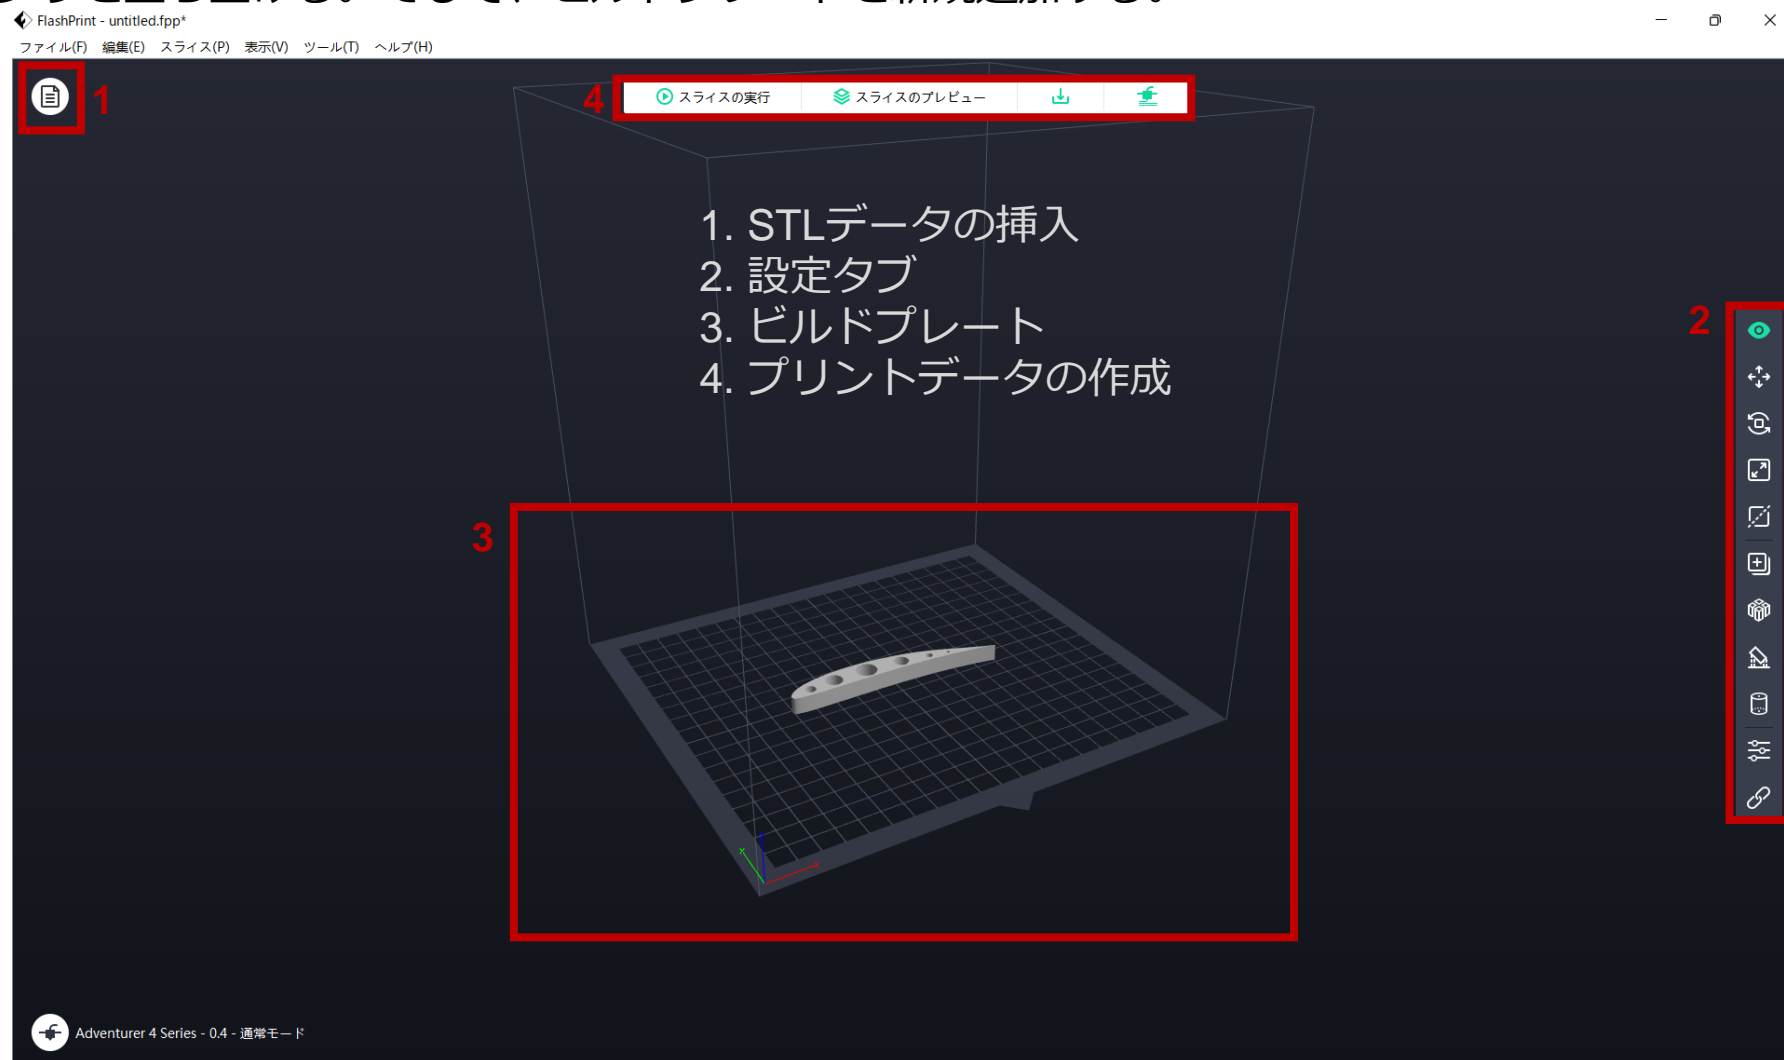 FlashPrint - untitled.fpp*
ファイル(F) 編集(E) スライス(P) 表示(V) ツール(T) ヘルプ(H)
1
4
スライスの実行 スライスのプレビュー
1. STLデータの挿入
2. 設定タブ
3. ビルドプレート
4. プリントデータの作成
2
3
Adventurer 4 Series - 0.4 - 通常モード